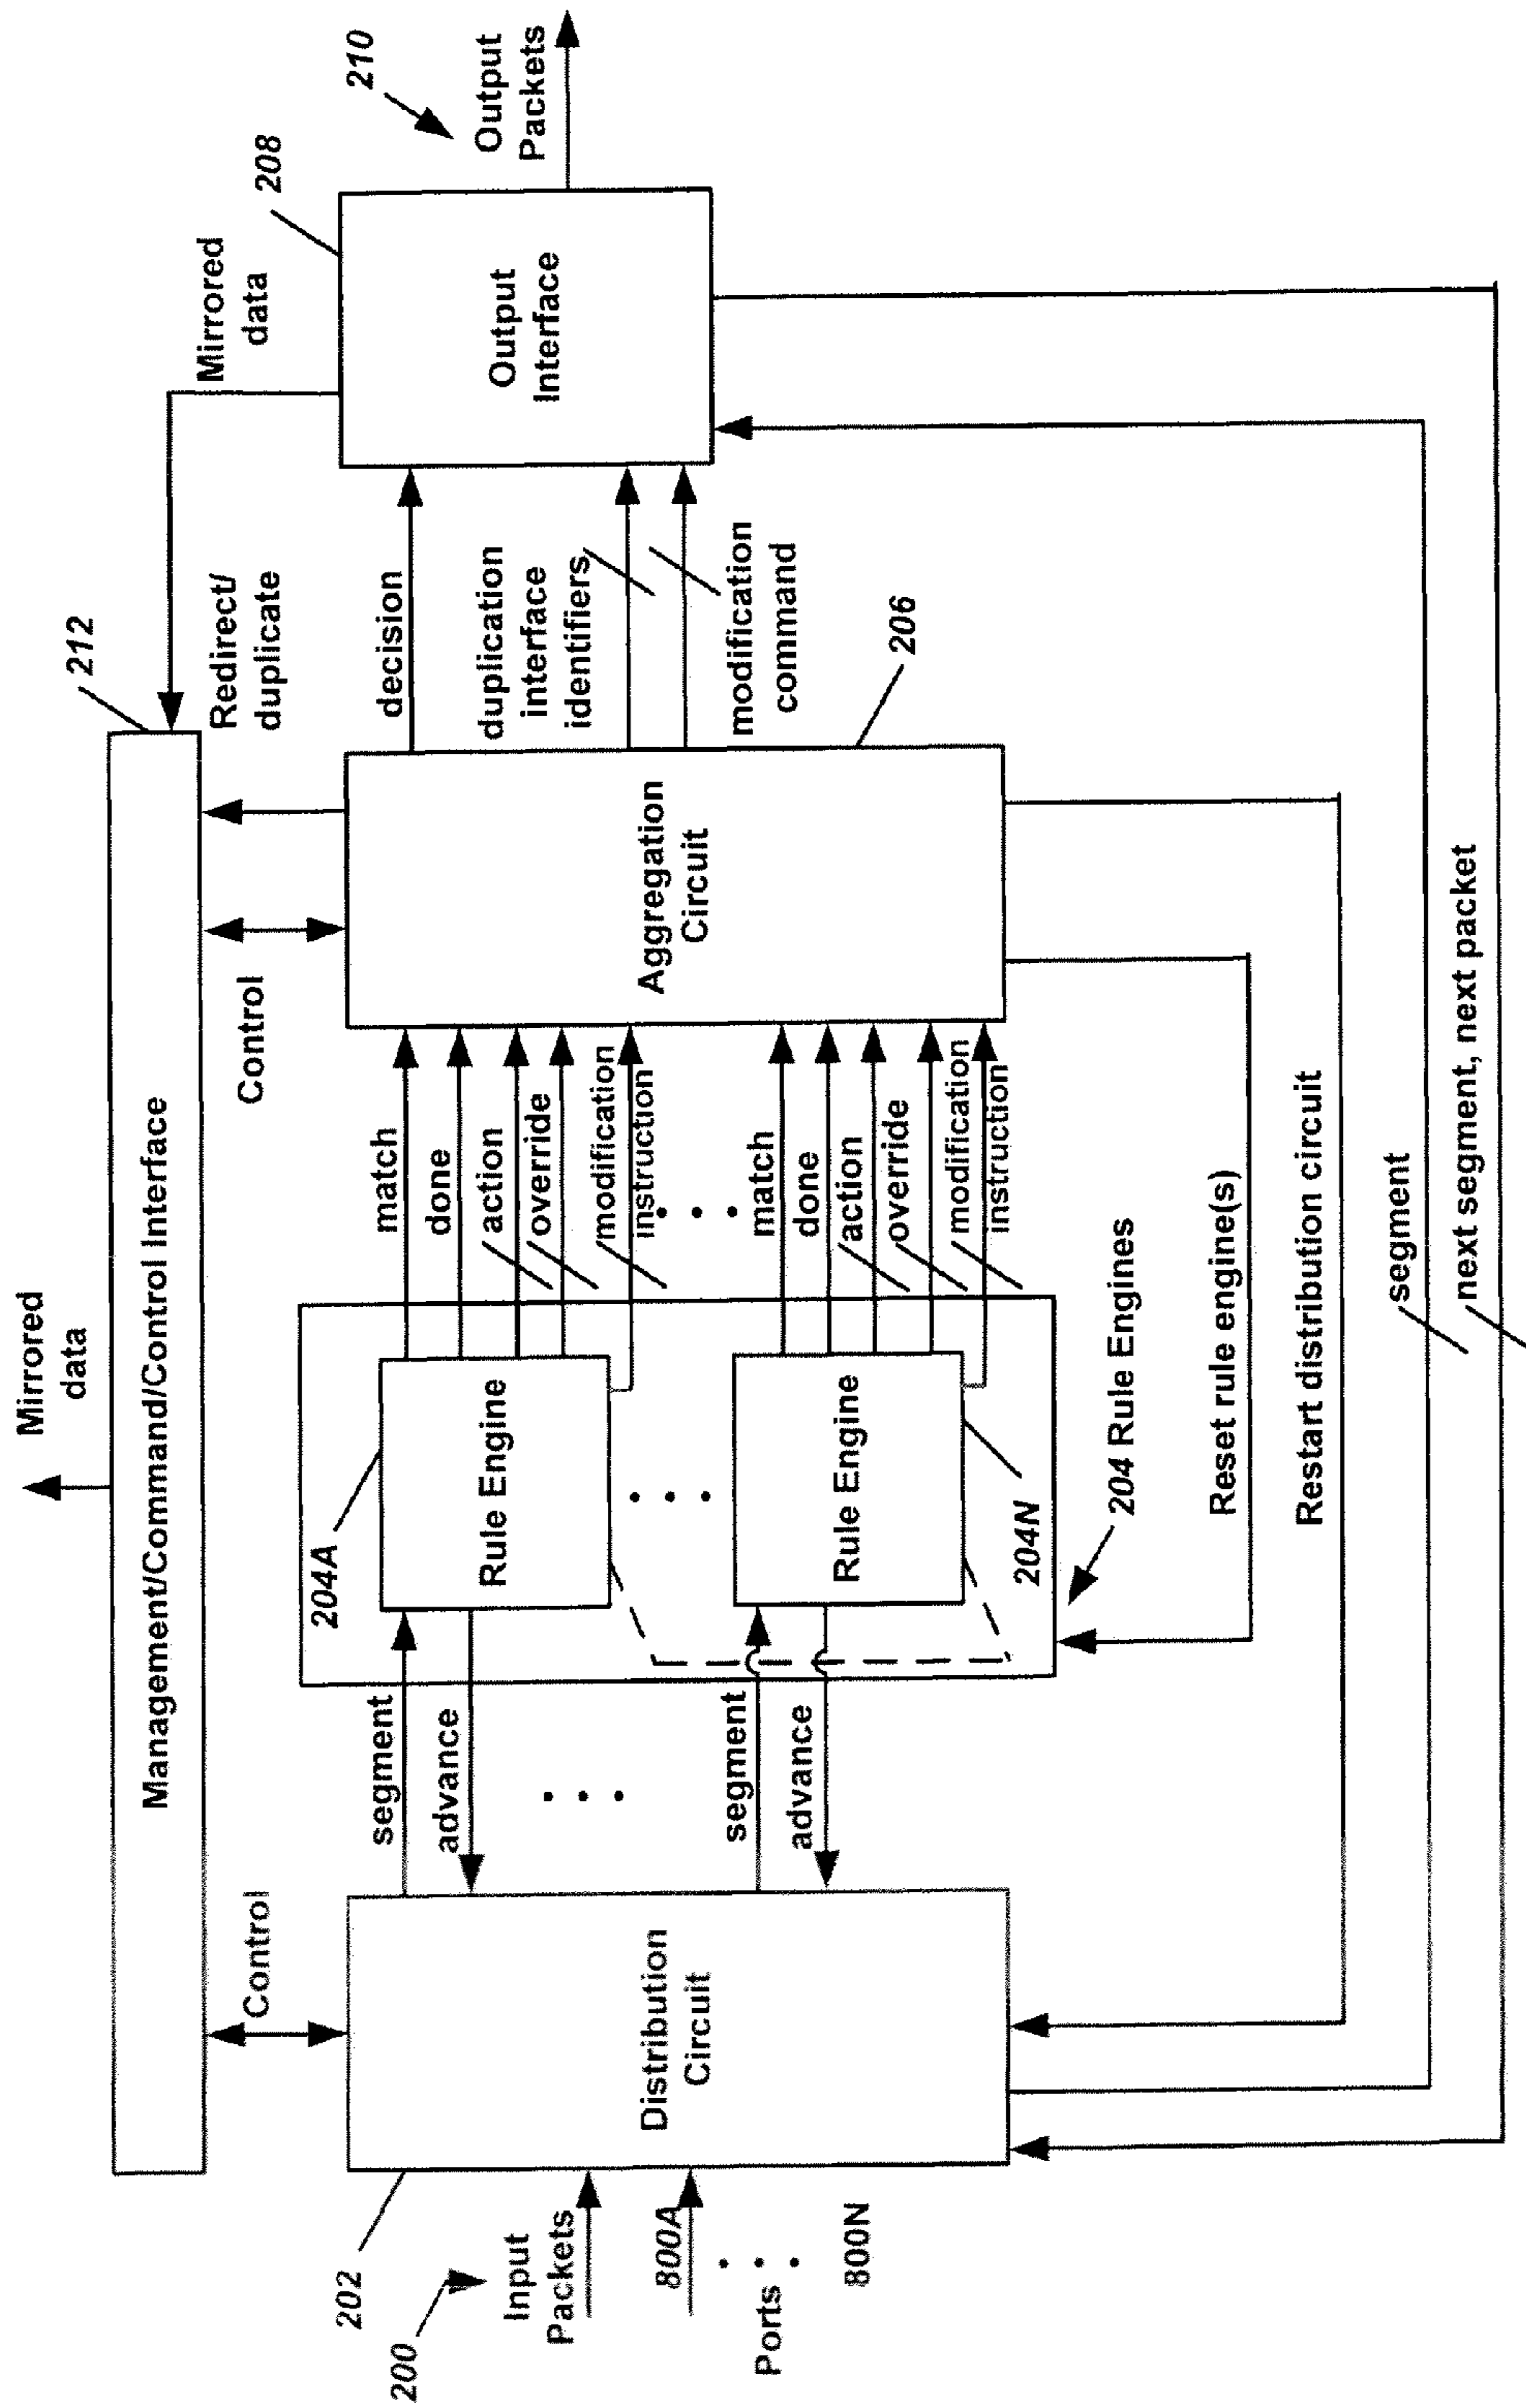 Mirrored
data
212
Management/Command/Control Interface
Control
Control
Redirect/
duplicate
Mirrored
data
208
210
200
Input
Packets
800A
Ports
800N
202
Distribution
Circuit
segment
advance
segment
advance
204A
Rule Engine
Rule Engine
204N
204 Rule Engines
match
done
action
override
modification
instruction
match
done
action
override
modification
instruction
Aggregation
Circuit
206
decision
duplication
interface
identifiers
modification
command
Output
Interface
Output
Packets
Reset rule engine(s)
Restart distribution circuit
segment
next segment, next packet